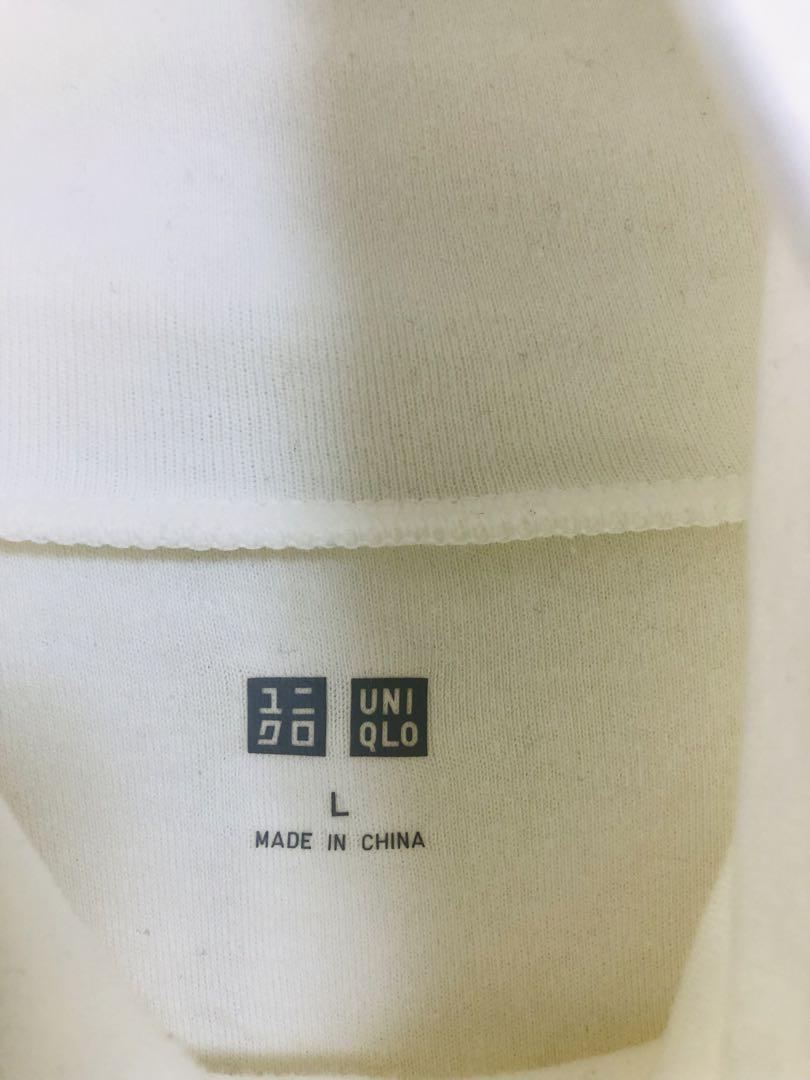 ユニ UNI
クロ QLO
L
MADE IN CHINA